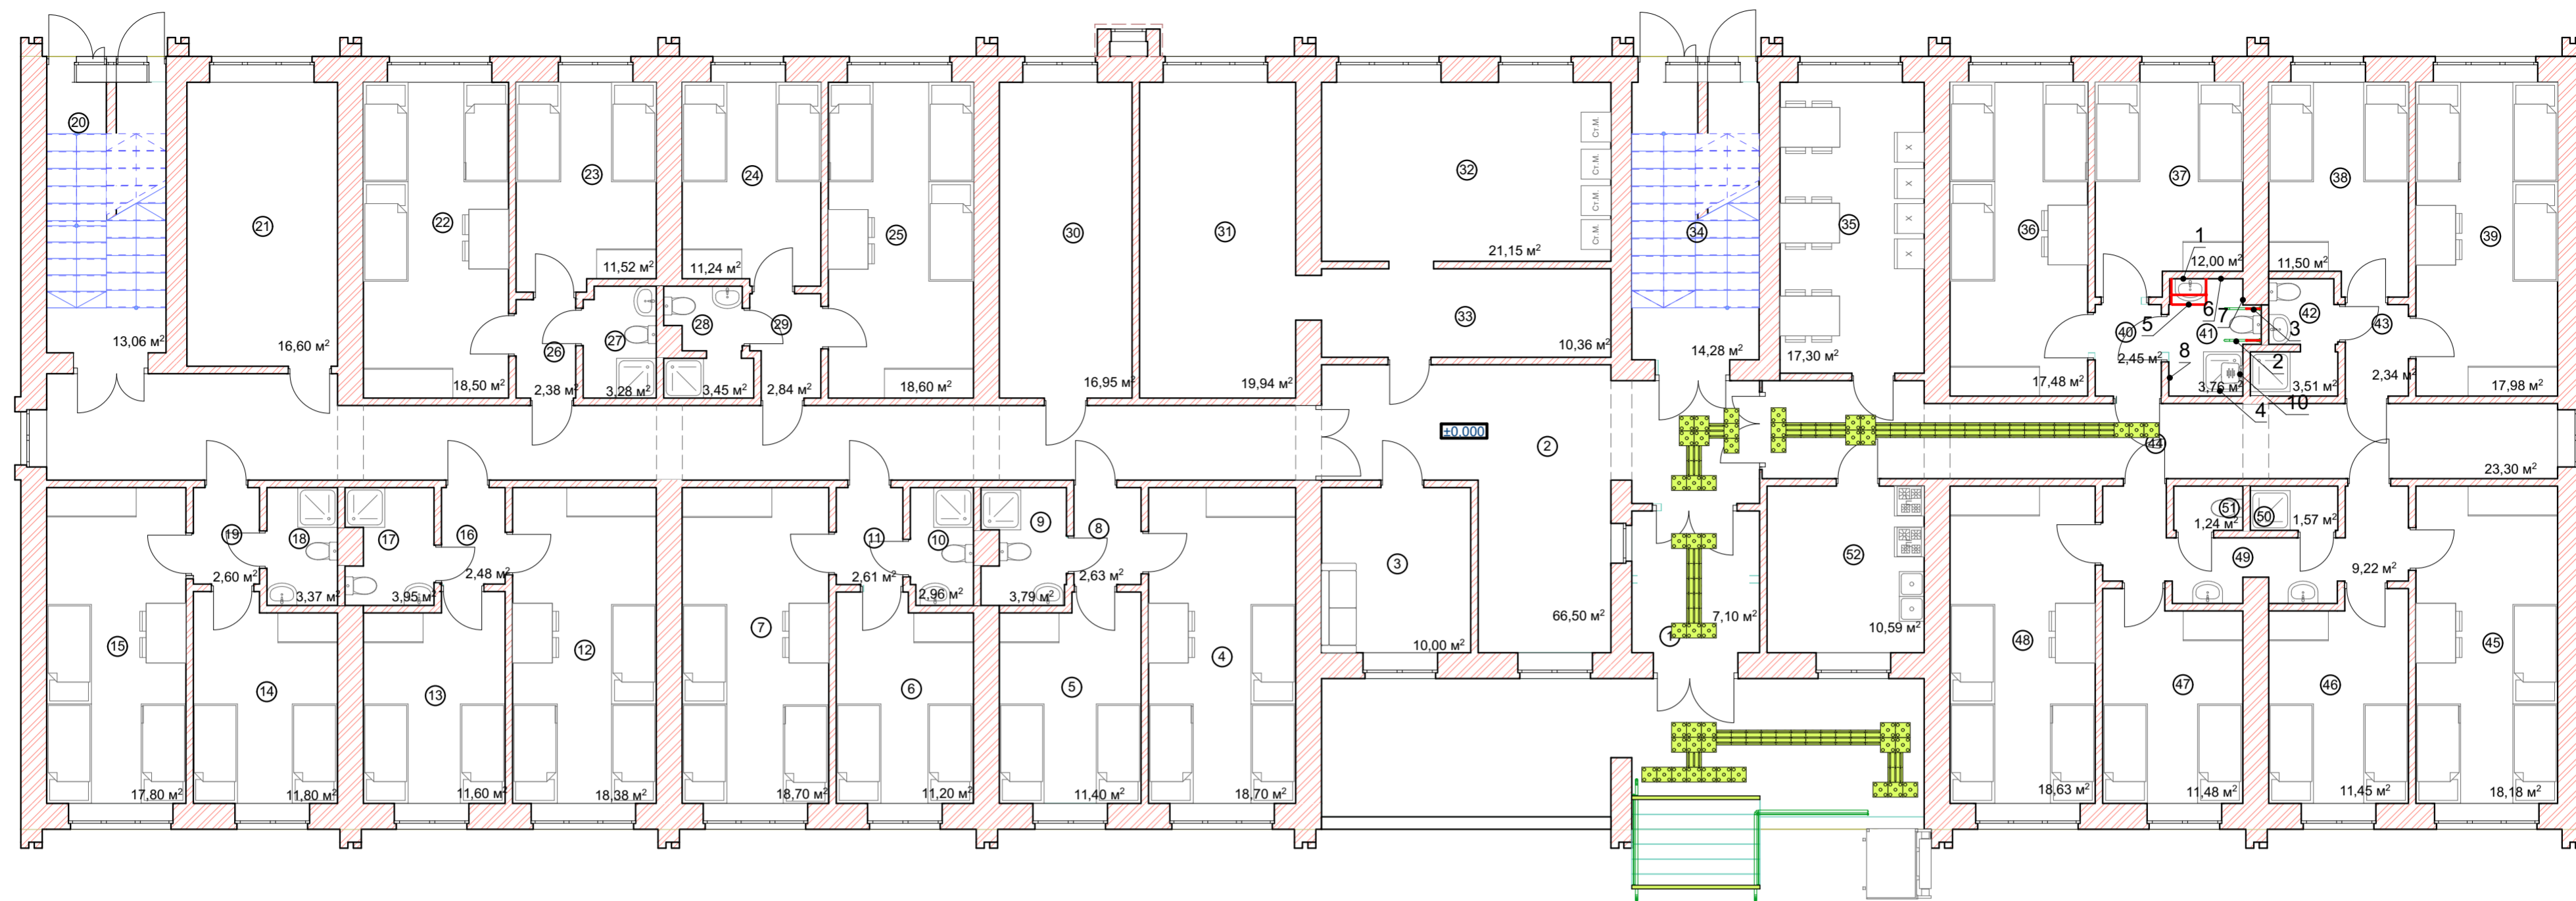 20
21
22
23
24
25
30
31
32
Ст.М.
Ст.М.
Ст.М.
Ст.М.
34
35
X
X
X
X
36
37
38
39
11,52 м²
11,24 м²
21,15 м²
1
12,00 м²
11,50 м²
26
27
28
29
33
5
6
7
3
40
41
42
43
13,06 м²
16,60 м²
10,36 м²
14,28 м²
17,30 м²
8
2,45 м²
2
18,50 м²
2,38 м²
3,28 м²
3,45 м²
2,84 м²
18,60 м²
16,95 м²
19,94 м²
17,48 м²
3,76 м²
3,51 м²
2,34 м²
17,98 м²
4
10
±0.000
2
44
23,30 м²
19
18
17
16
11
10
9
8
3
52
51
50
1,24 м²
1,57 м²
49
2,60 м²
3,37 м²
3,95 м²
2,48 м²
2,61 м²
2,96 м²
3,79 м²
2,63 м²
9,22 м²
66,50 м²
7,10 м²
10,59 м²
10,00 м²
1
15
14
13
12
7
6
5
4
48
47
46
45
17,80 м²
11,80 м²
11,60 м²
18,38 м²
18,70 м²
11,20 м²
11,40 м²
18,70 м²
18,63 м²
11,48 м²
11,45 м²
18,18 м²